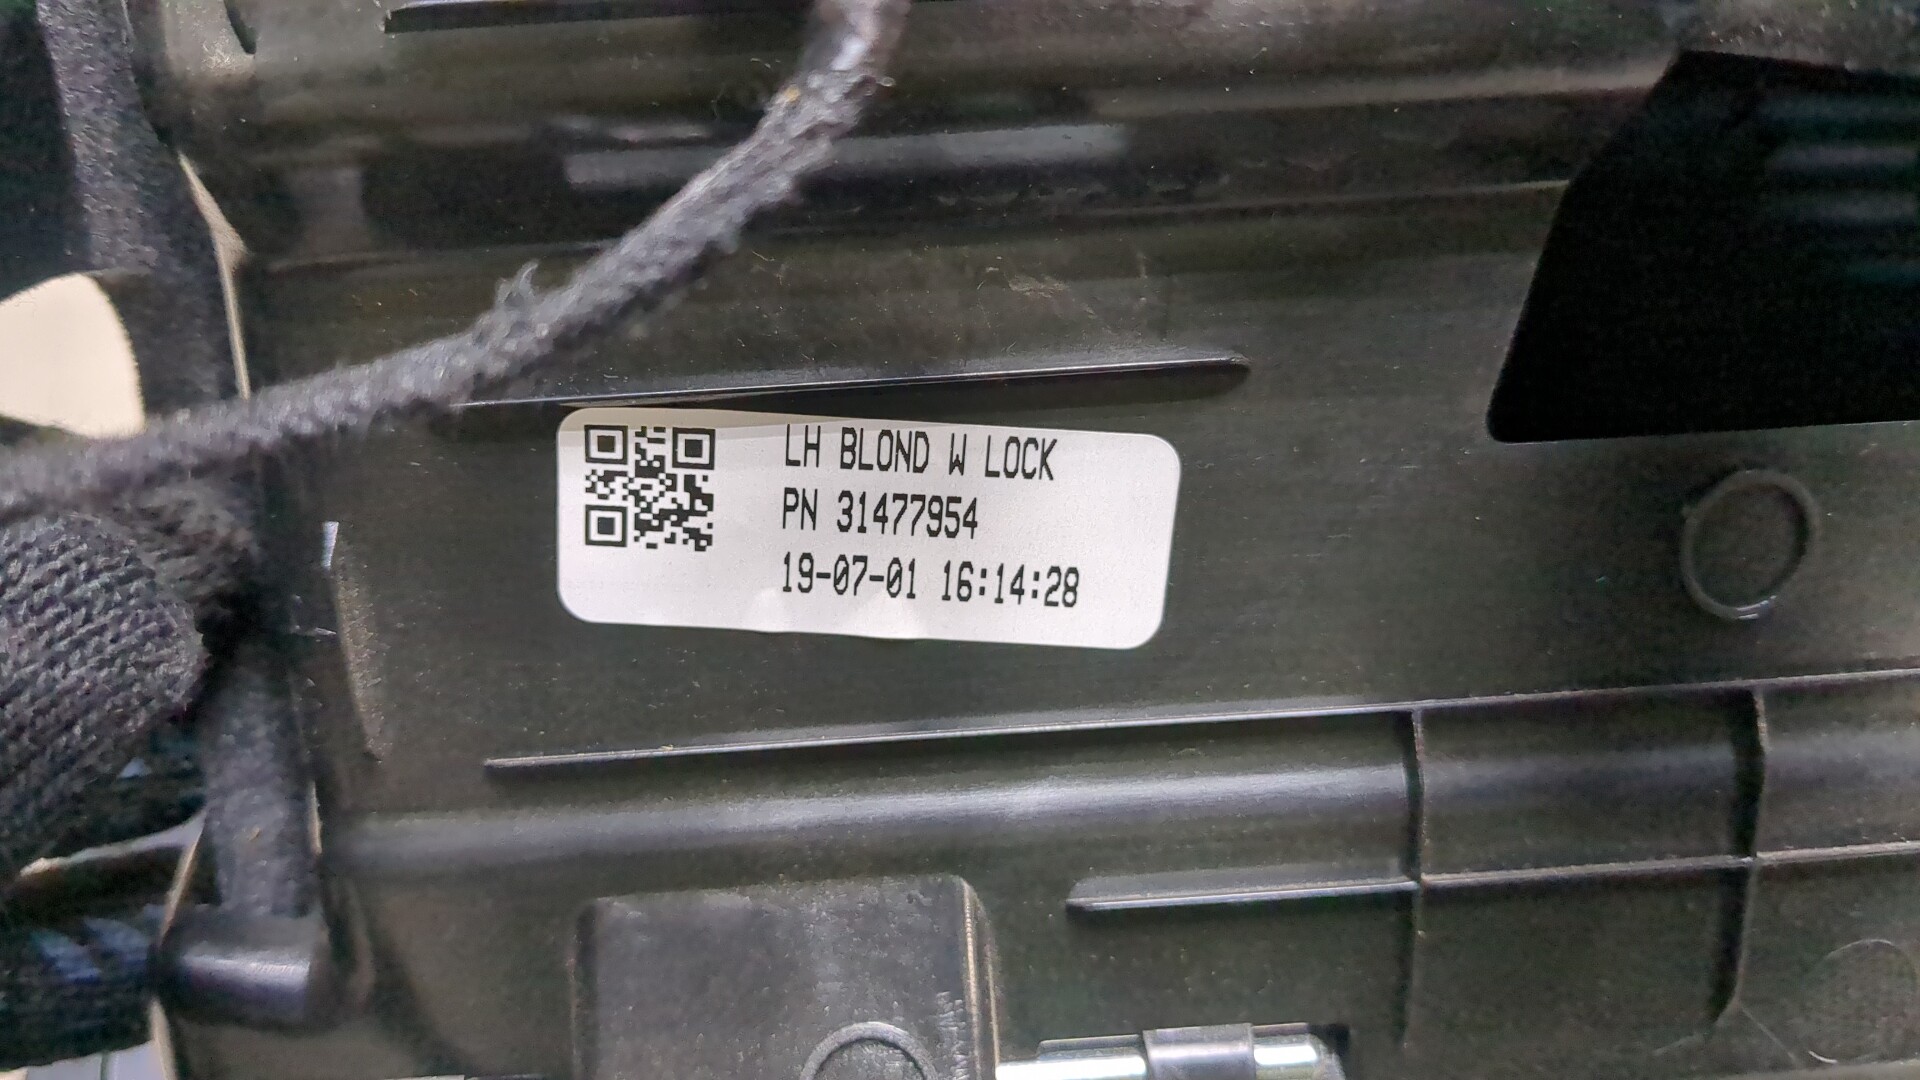 LH BLOND W LOCK
PN 31477954
19-07-01 16:14:28